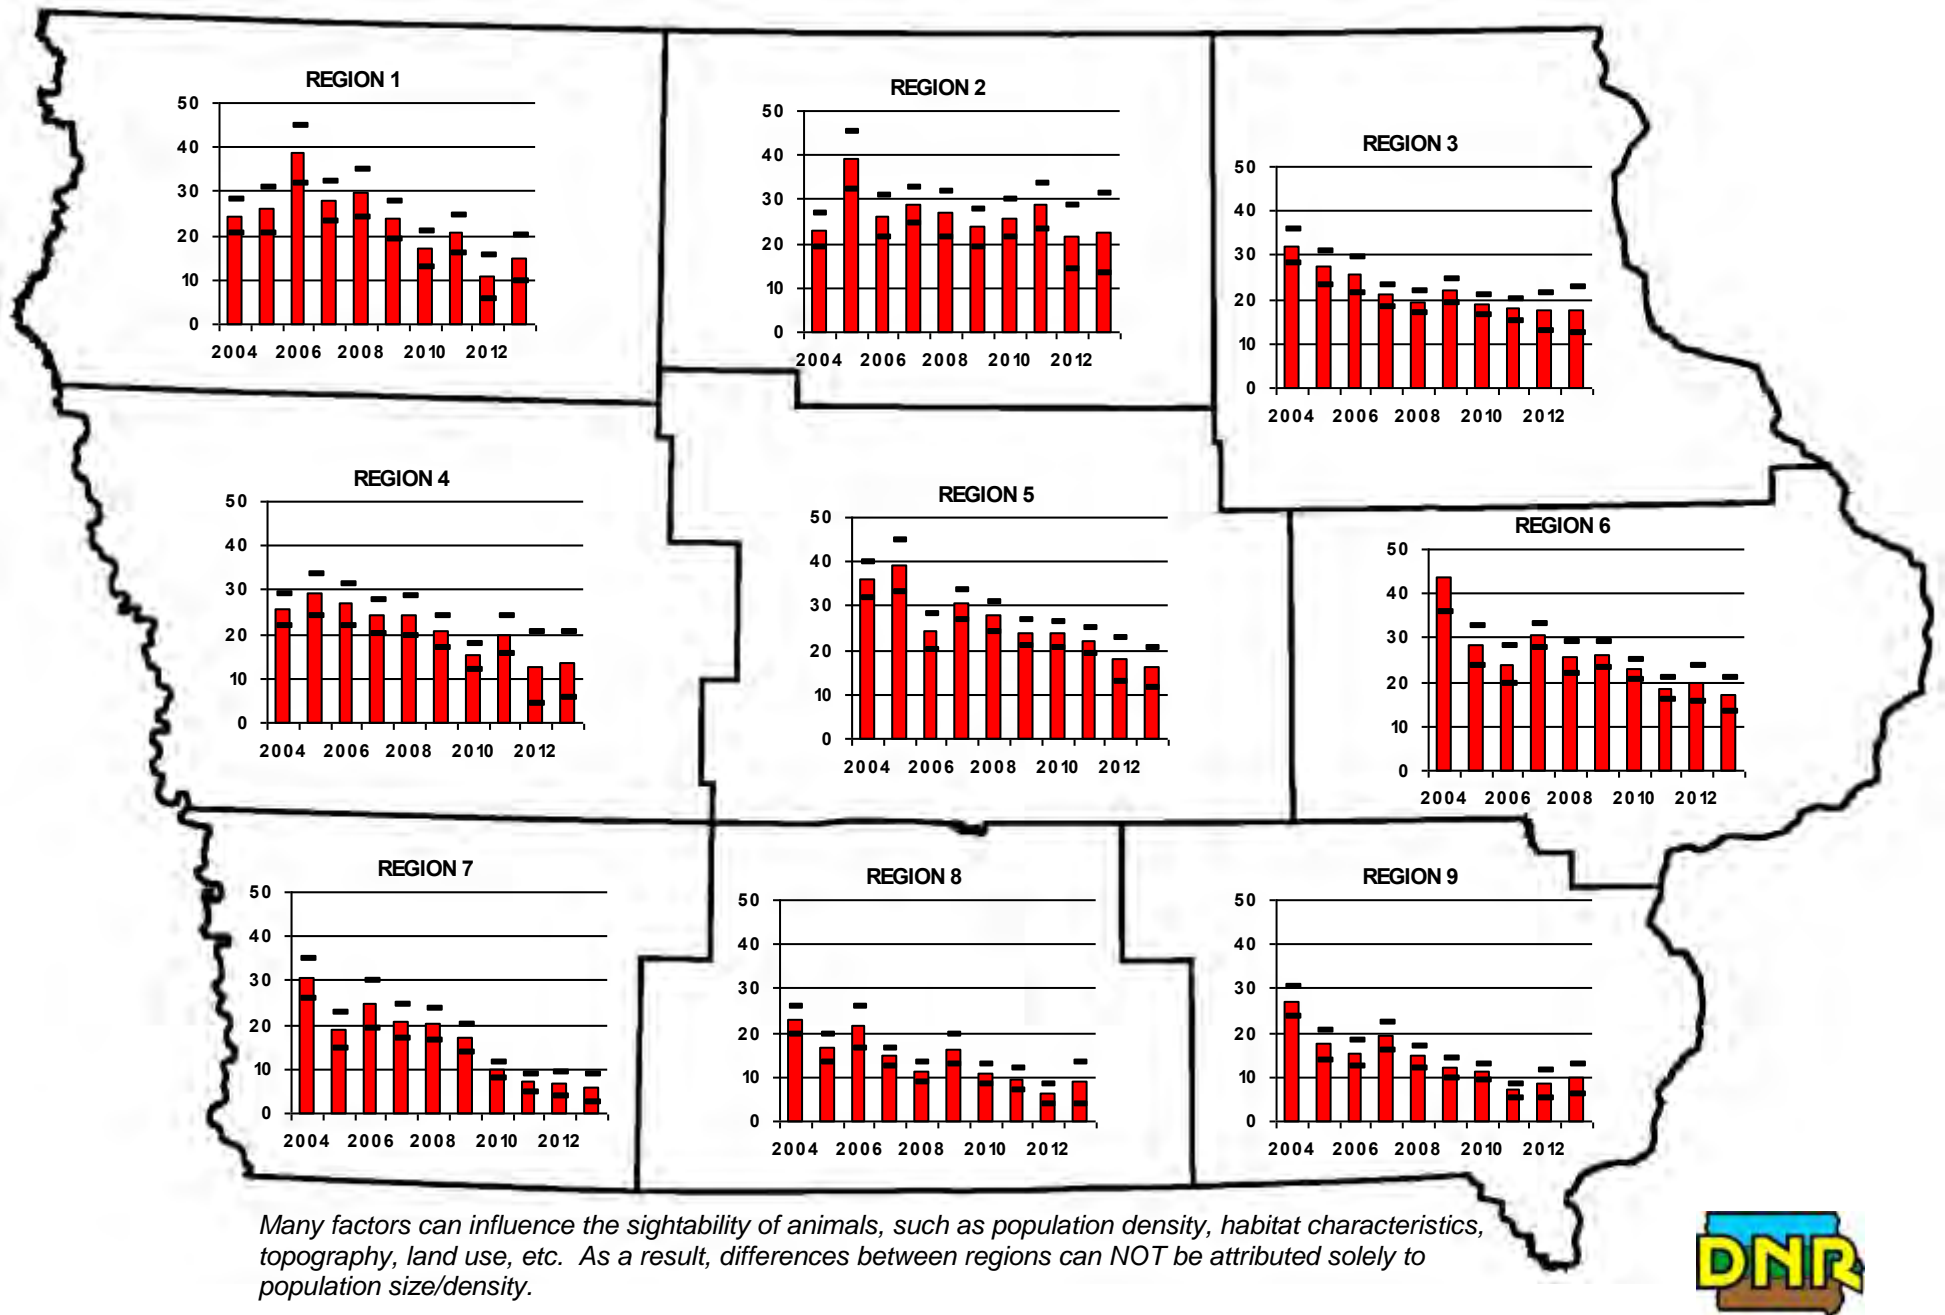 REGION 1
50
40
30
20
10
0
2004 2006 2008 2010 2012
REGION 2
50
40
30
20
10
0
2004 2006 2008 2010 2012
REGION 3
50
40
30
20
10
0
2004 2006 2008 2010 2012
REGION 4
50
40
30
20
10
0
2004 2006 2008 2010 2012
REGION 5
50
40
30
20
10
0
2004 2006 2008 2010 2012
REGION 6
50
40
30
20
10
0
2004 2006 2008 2010 2012
REGION 7
50
40
30
20
10
0
2004 2006 2008 2010 2012
REGION 8
50
40
30
20
10
0
2004 2006 2008 2010 2012
REGION 9
50
40
30
20
10
0
2004 2006 2008 2010 2012
Many factors can influence the sightability of animals, such as population density, habitat characteristics,
topography, land use, etc. As a result, differences between regions can NOT be attributed solely to
population size/density.
DNR